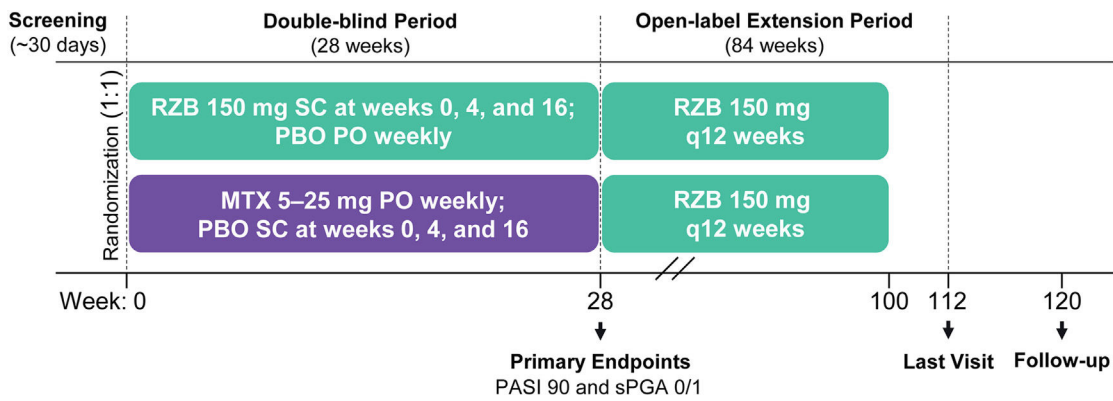 Screening
(~30 days)
Double-blind Period
(28 weeks)
Open-label Extension Period
(84 weeks)
Randomization (1:1)
RZB 150 mg SC at weeks 0, 4, and 16;
PBO PO weekly
RZB 150 mg
q12 weeks
MTX 5–25 mg PO weekly;
PBO SC at weeks 0, 4, and 16
RZB 150 mg
q12 weeks
Week: 0 28 100 112 120
Primary Endpoints
PASI 90 and sPGA 0/1
Last Visit
Follow-up